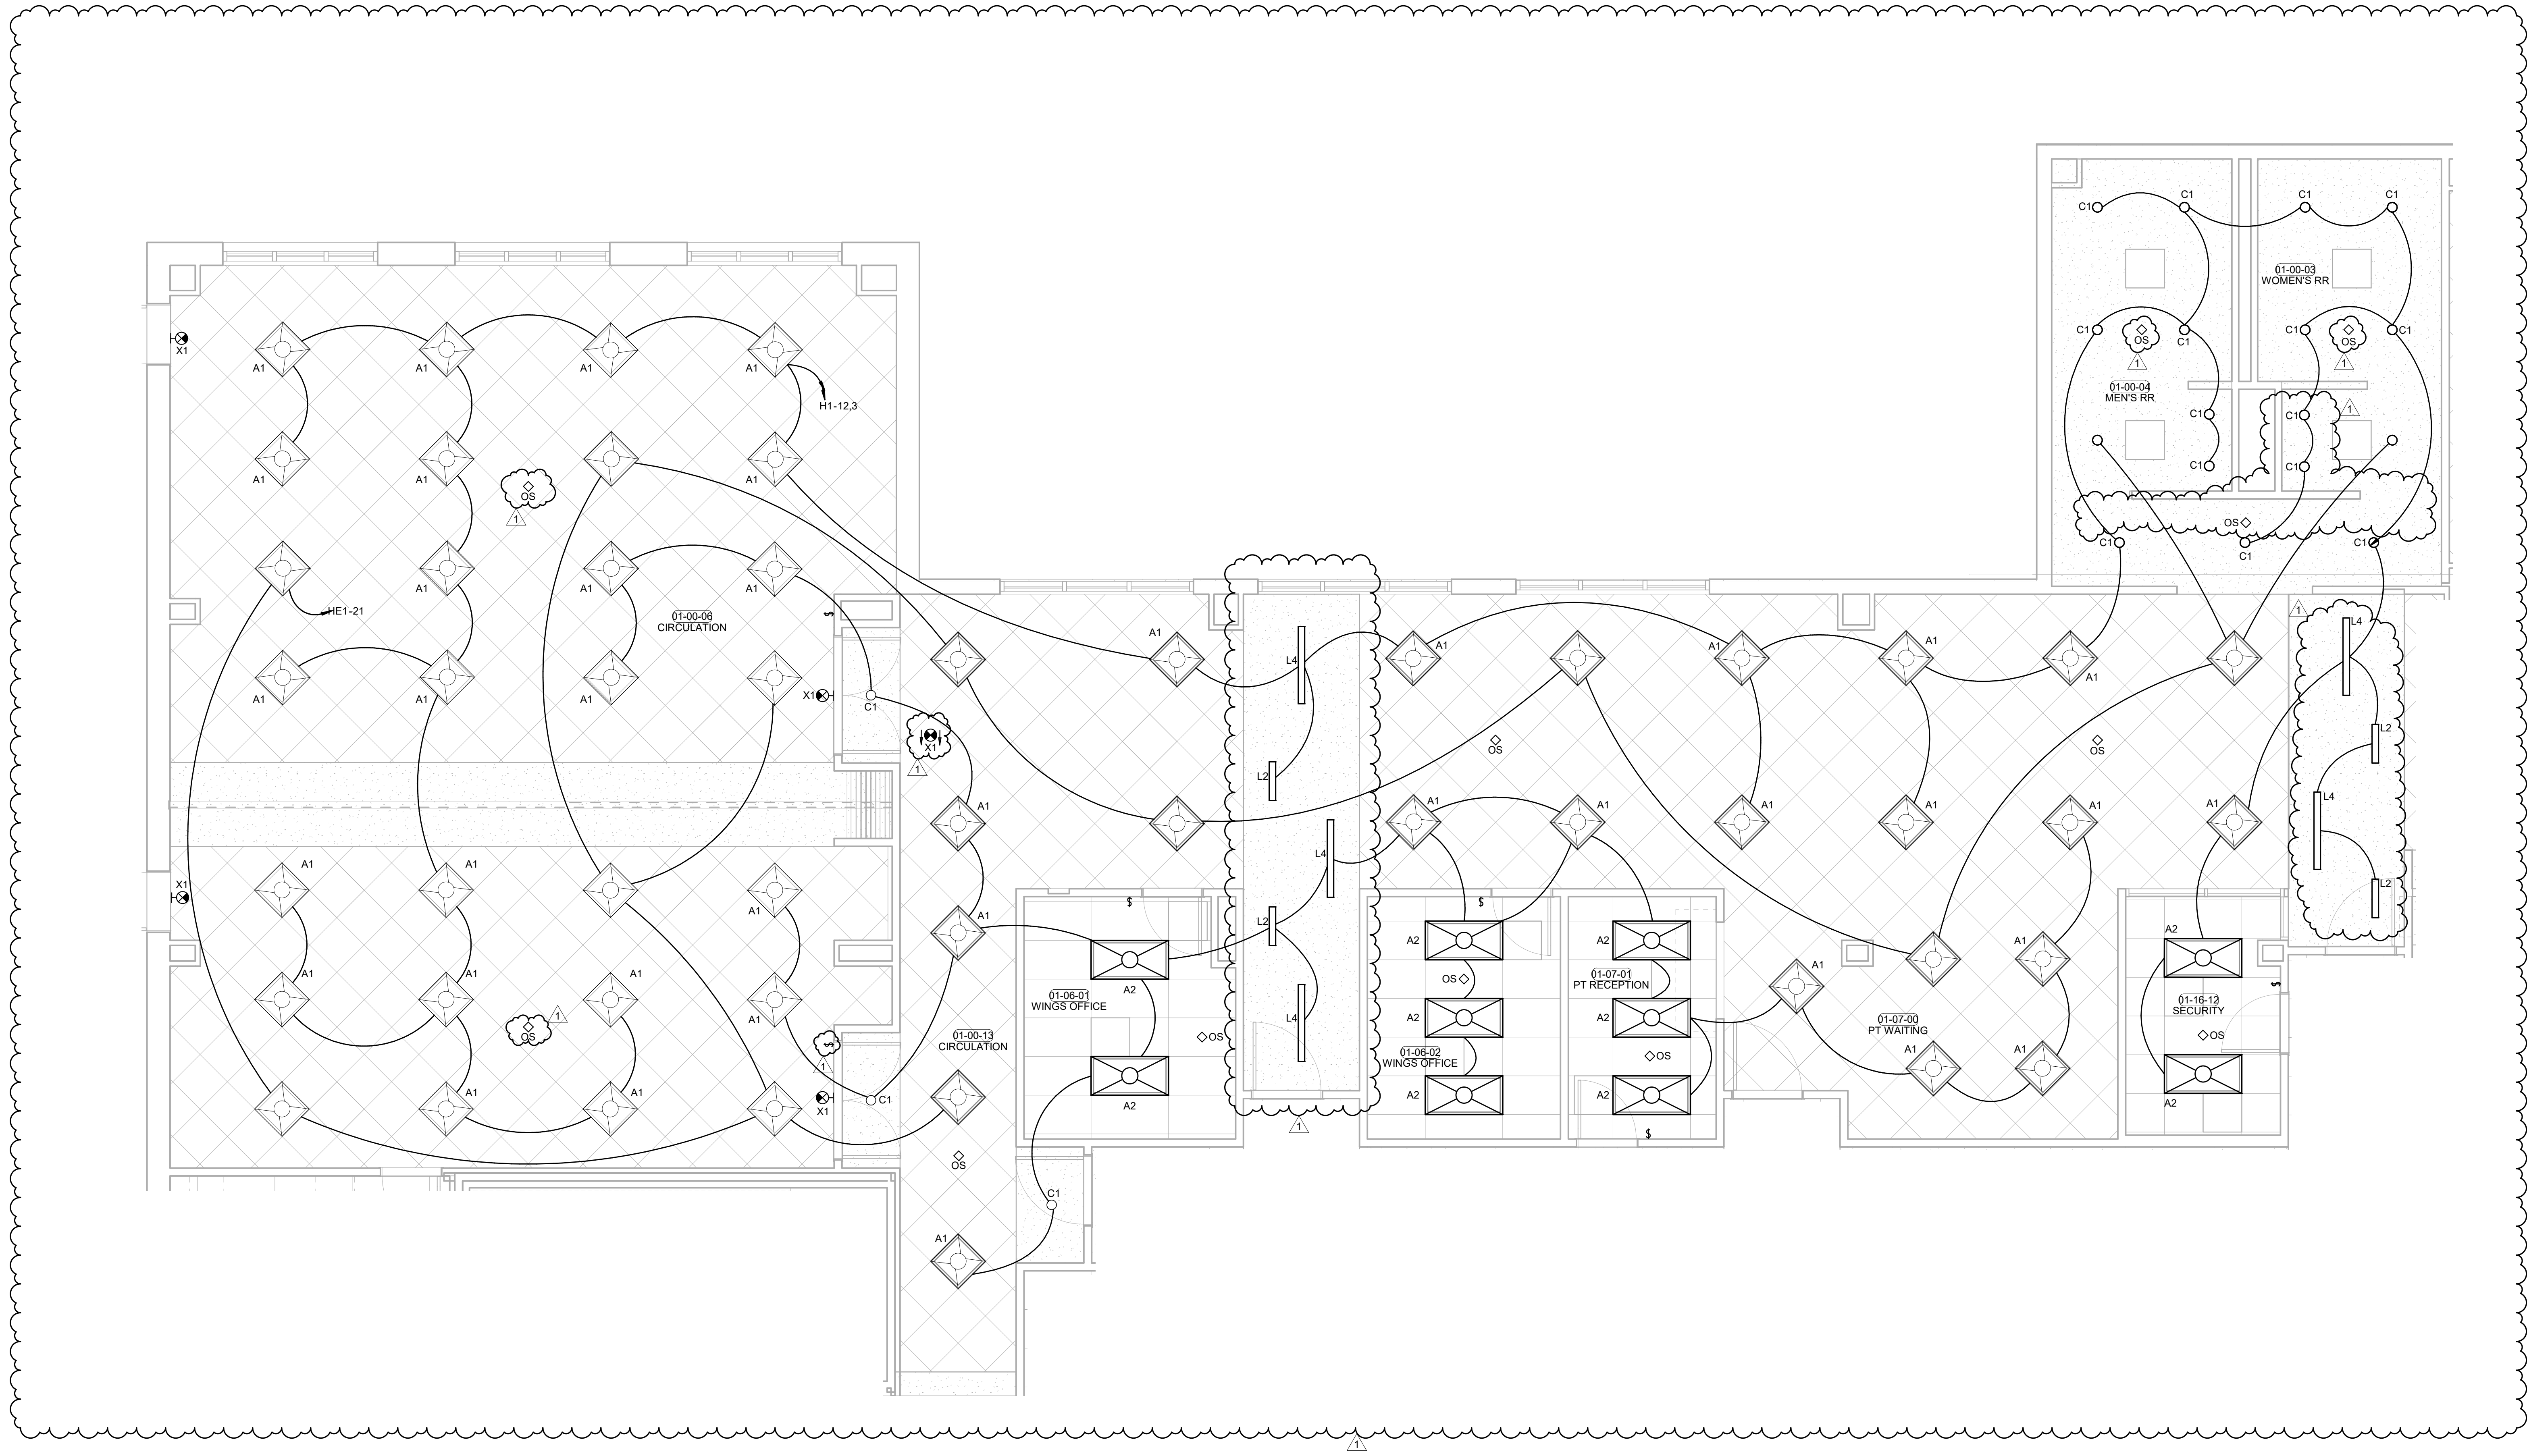 C1
C1
C1
C1
01-00-03
WOMEN'S RR
C1
C1
C1
C1
OS
OS
1
1
X1
A1
A1
A1
A1
H1-12,3
01-00-04
MEN'S RR
1
C1
C1
C1
C1
A1
A1
A1
OS
1
OS
C1
C1
C1
A1
A1
A1
HE1-21
01-00-06
CIRCULATION
$
1
L4
A1
A1
A1
X1
C1
A1
L4
A1
A1
A1
A1
X1
1
OS
OS
L2
L2
A1
A1
A1
A1
A1
A1
A1
L4
L4
A1
A1
X1
A1
A1
L2
L2
$
$
A2
A2
A2
A1
A1
A1
A1
A2
A1
A1
A1
OS
1
01-06-01
WINGS OFFICE
A2
OS
01-07-01
PT RECEPTION
$
01-16-12
SECURITY
L4
A2
A2
01-07-00
PT WAITING
$
1
01-00-13
CIRCULATION
OS
01-06-02
WINGS OFFICE
OS
OS
A1
A1
A1
A1
X1
C1
A2
A2
A2
A2
1
$
OS
C1
A1
1